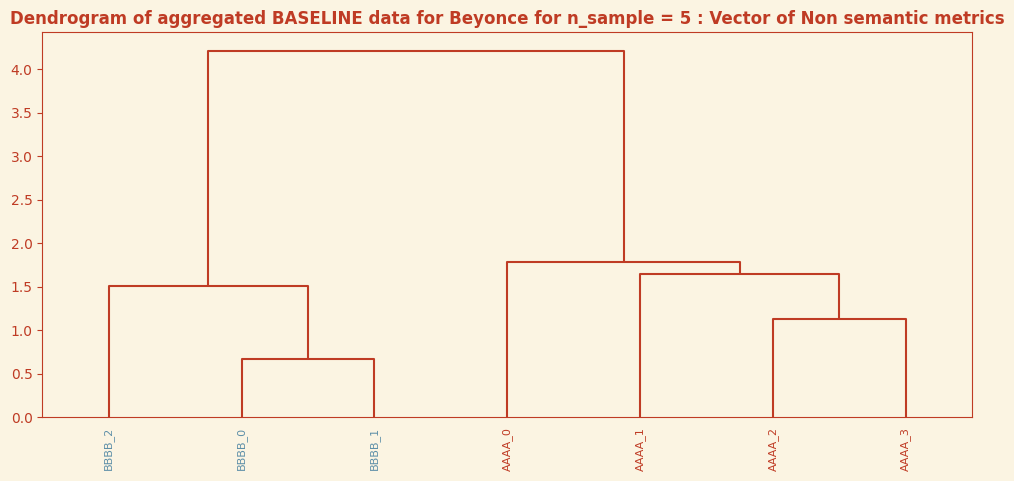 Dendrogram of aggregated BASELINE data for Beyonce for n_sample = 5 : Vector of Non semantic metrics
4.0
3.5
3.0
2.5
2.0
1.5
1.0
0.5
0.0
BBBB_2
BBBB_0
BBBB_1
AAAA_0
AAAA_1
AAAA_2
AAAA_3